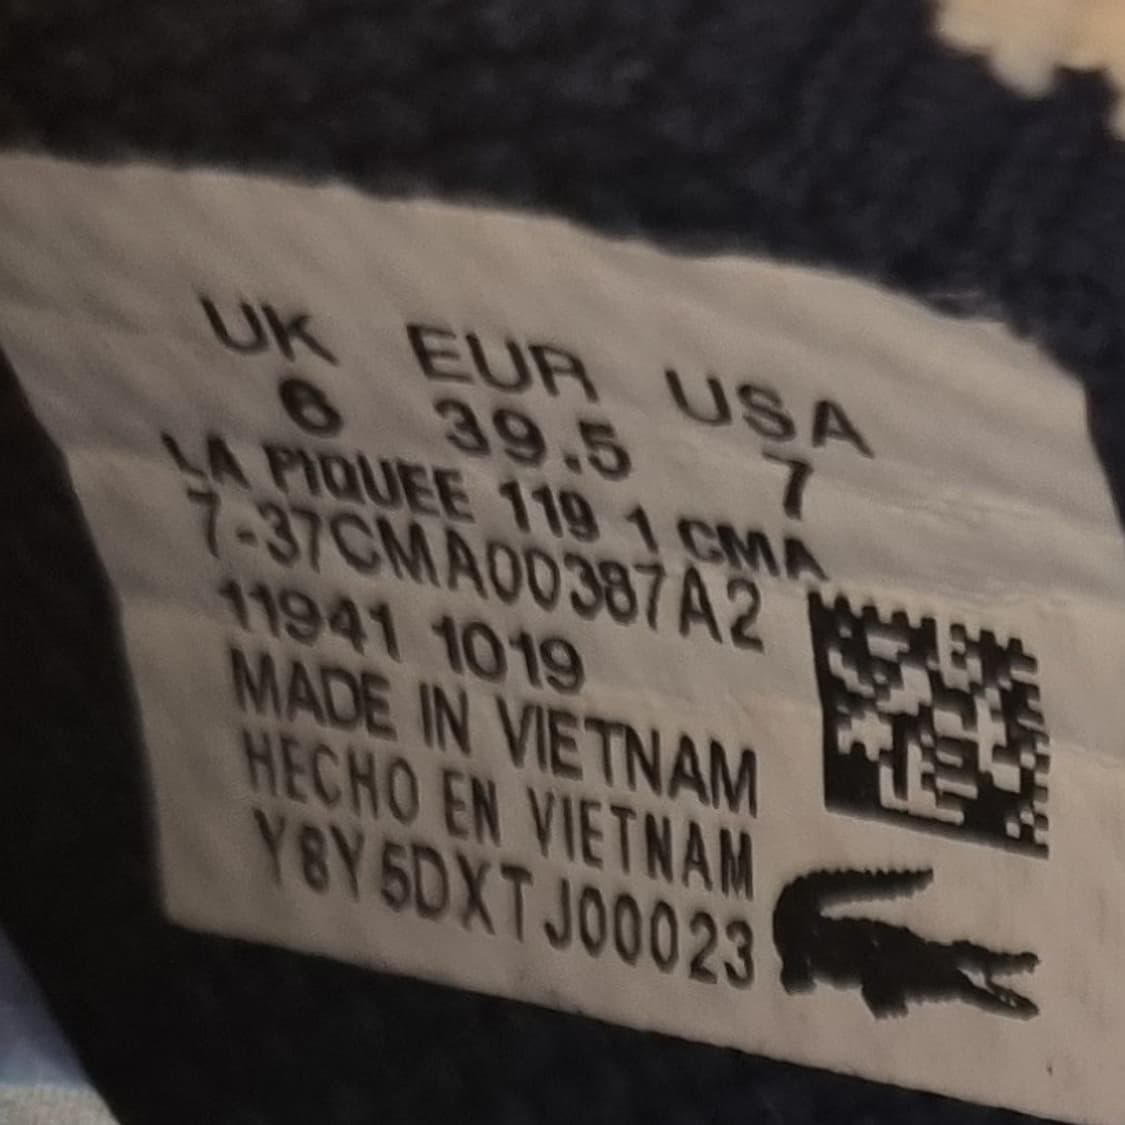 UK EUR USA
6 39.5 7
LA PIQUEE 119 1 CMA
7-37CMA00387A2
11941 1019
MADE IN VIETNAM
HECHO EN VIETNAM
Y8Y5DXTJ00023